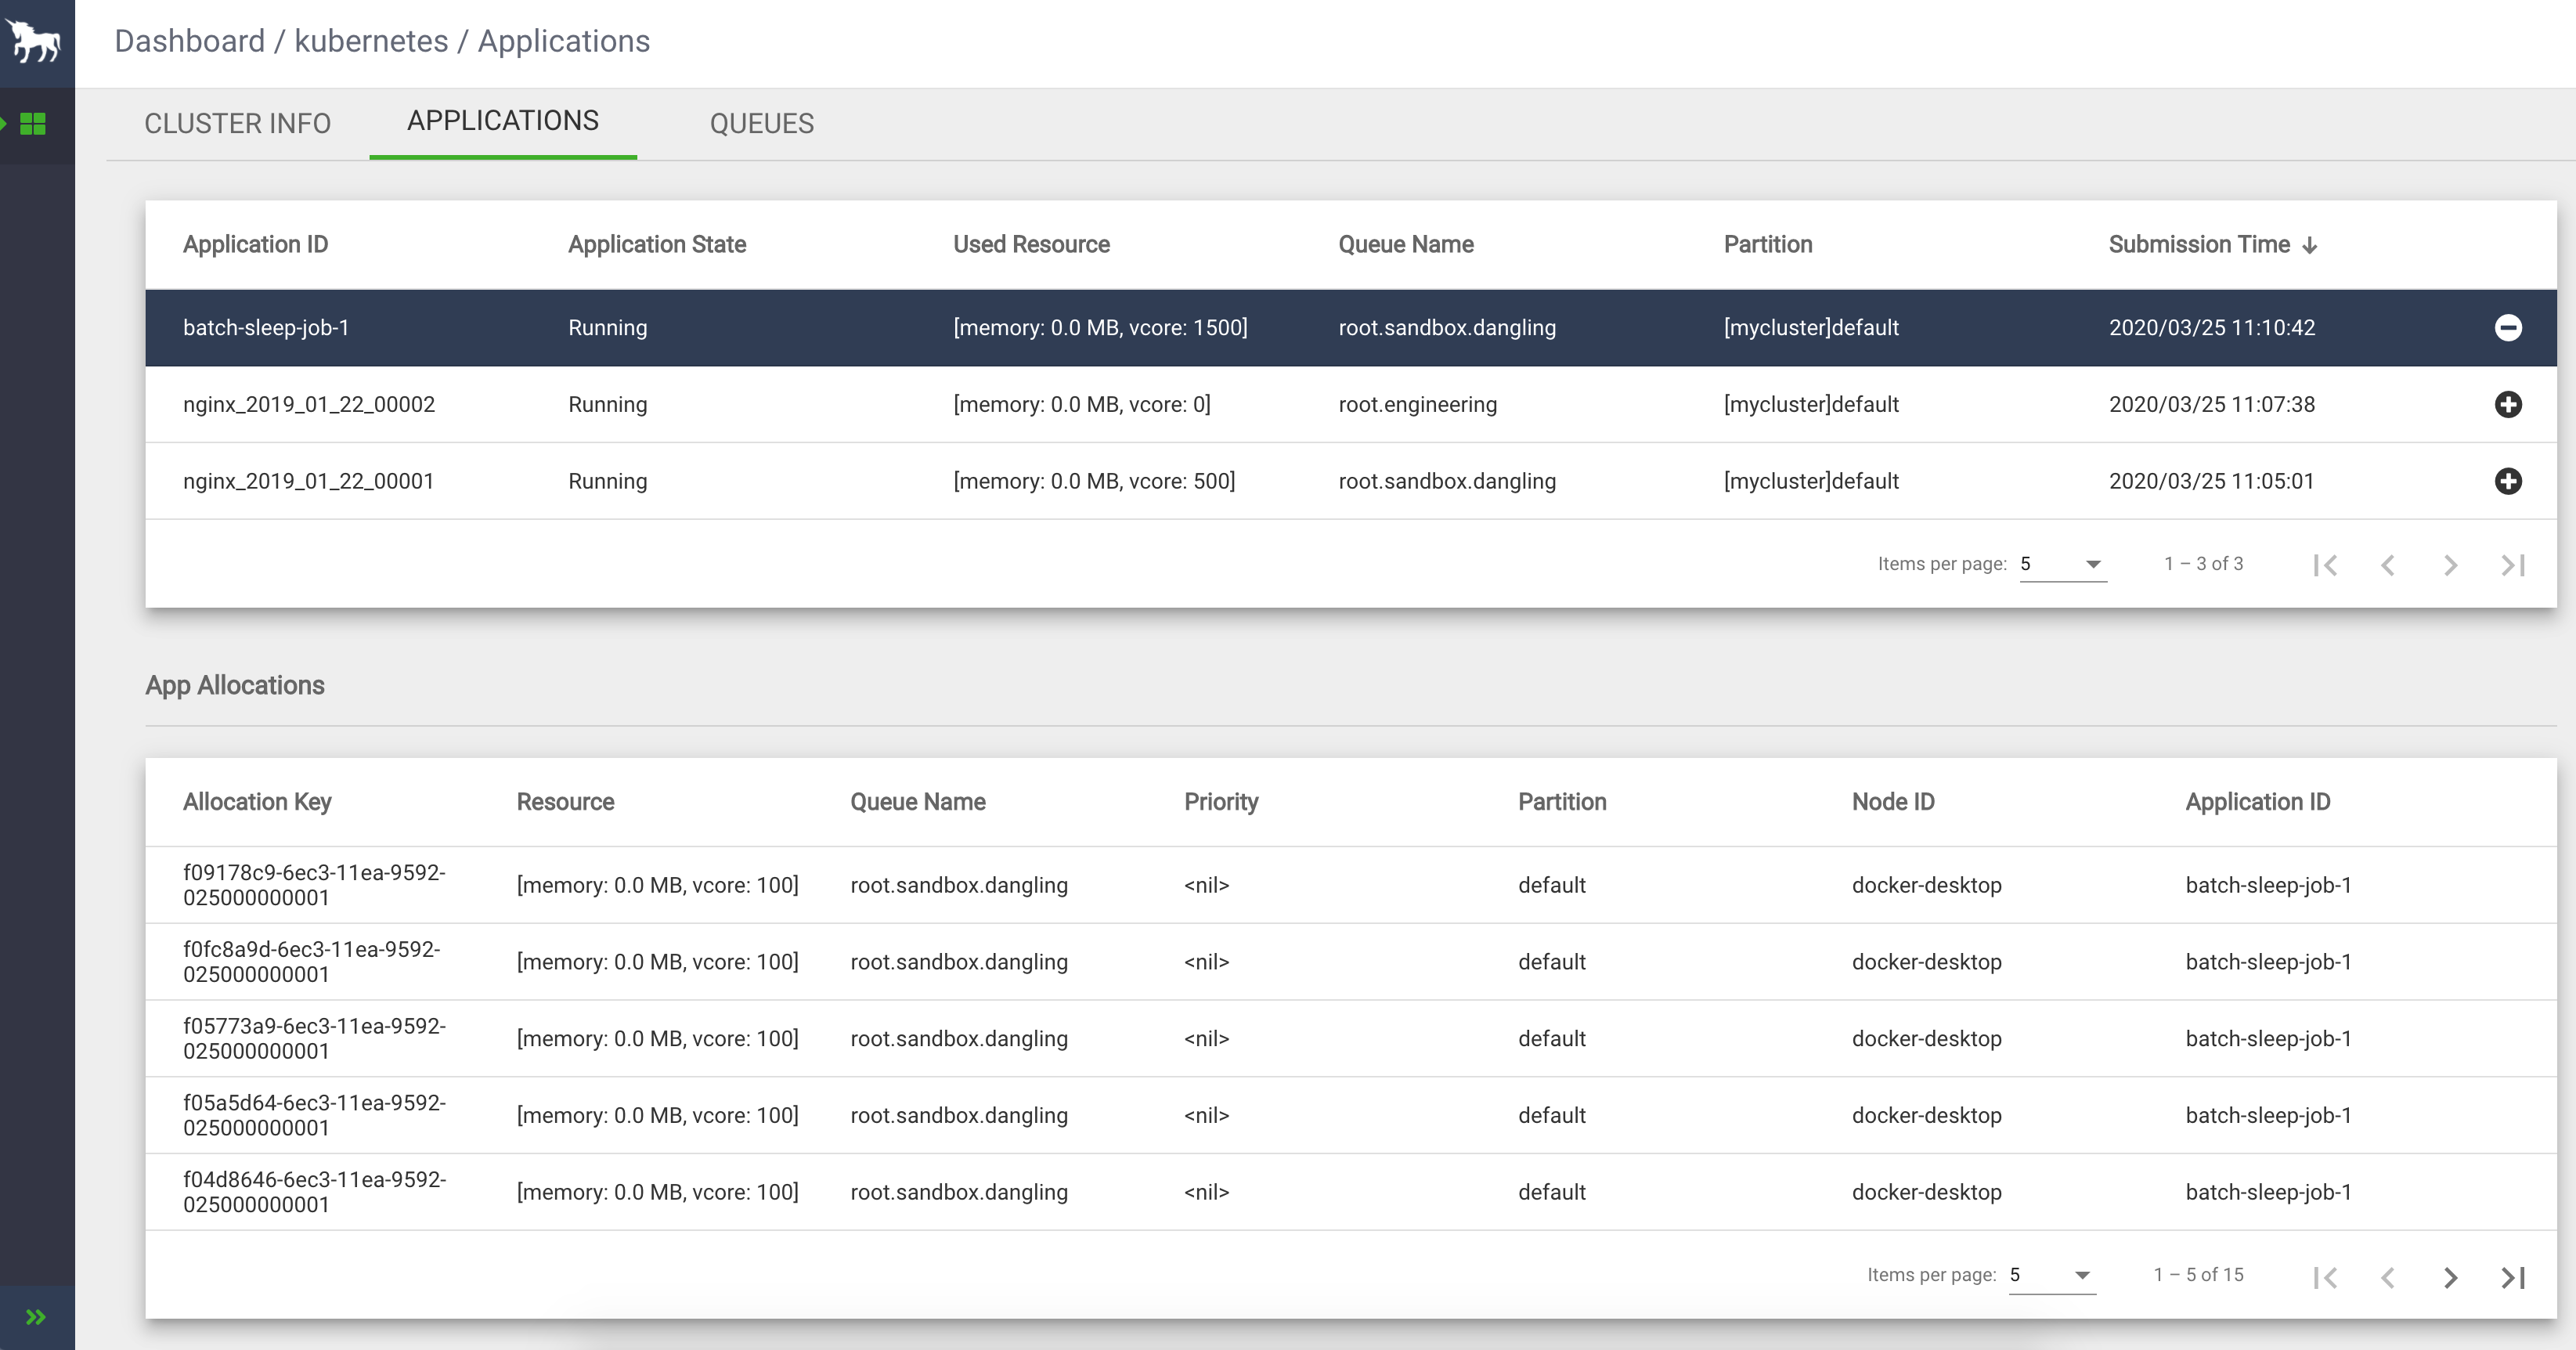 Dashboard / kubernetes / Applications
CLUSTER INFO APPLICATIONS QUEUES
Application ID Application State Used Resource Queue Name Partition Submission Time
batch-sleep-job-1 Running [memory: 0.0 MB, vcore: 1500] root.sandbox.dangling [mycluster]default 2020/03/25 11:10:42
nginx_2019_01_22_00002 Running [memory: 0.0 MB, vcore: 0] root.engineering [mycluster]default 2020/03/25 11:07:38
nginx_2019_01_22_00001 Running [memory: 0.0 MB, vcore: 500] root.sandbox.dangling [mycluster]default 2020/03/25 11:05:01
Items per page: 5 1 – 3 of 3
App Allocations
Allocation Key Resource Queue Name Priority Partition Node ID Application ID
f09178c9-6ec3-11ea-9592-
025000000001 [memory: 0.0 MB, vcore: 100] root.sandbox.dangling <nil> default docker-desktop batch-sleep-job-1
f0fc8a9d-6ec3-11ea-9592-
025000000001 [memory: 0.0 MB, vcore: 100] root.sandbox.dangling <nil> default docker-desktop batch-sleep-job-1
f05773a9-6ec3-11ea-9592-
025000000001 [memory: 0.0 MB, vcore: 100] root.sandbox.dangling <nil> default docker-desktop batch-sleep-job-1
f05a5d64-6ec3-11ea-9592-
025000000001 [memory: 0.0 MB, vcore: 100] root.sandbox.dangling <nil> default docker-desktop batch-sleep-job-1
f04d8646-6ec3-11ea-9592-
025000000001 [memory: 0.0 MB, vcore: 100] root.sandbox.dangling <nil> default docker-desktop batch-sleep-job-1
Items per page: 5 1 – 5 of 15